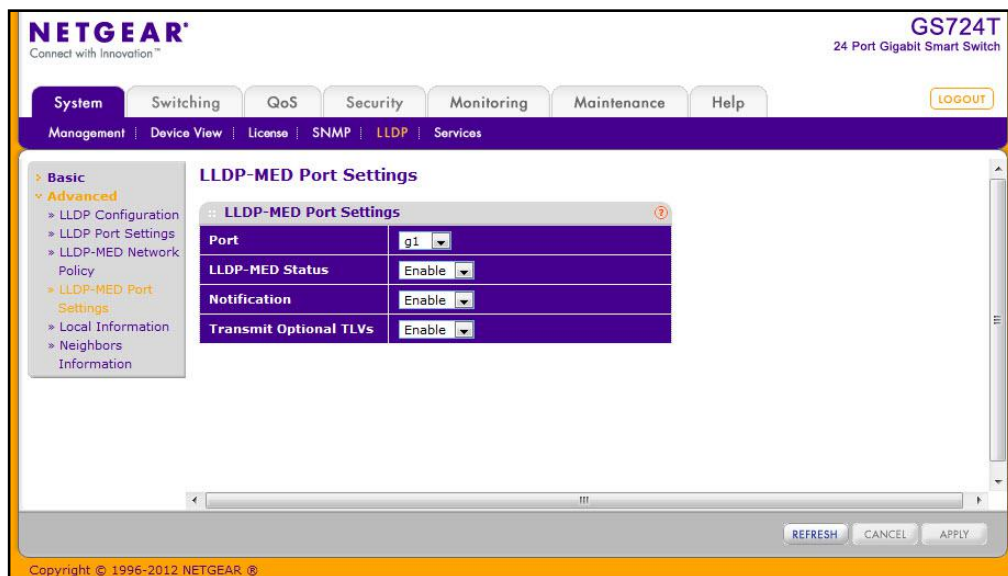 NETGEAR®
Connect with Innovation™
GS724T
24 Port Gigabit Smart Switch
System
Switching
QoS
Security
Monitoring
Maintenance
Help
LOGOUT
Management
Device View
License
SNMP
LLDP
Services
Basic
Advanced
» LLDP Configuration
» LLDP Port Settings
» LLDP-MED Network
Policy
» LLDP-MED Port
Settings
» Local Information
» Neighbors
Information
LLDP-MED Port Settings
LLDP-MED Port Settings
?
Port
g1
LLDP-MED Status
Enable
Notification
Enable
Transmit Optional TLVs
Enable
REFRESH
CANCEL
APPLY
Copyright © 1996-2012 NETGEAR ®